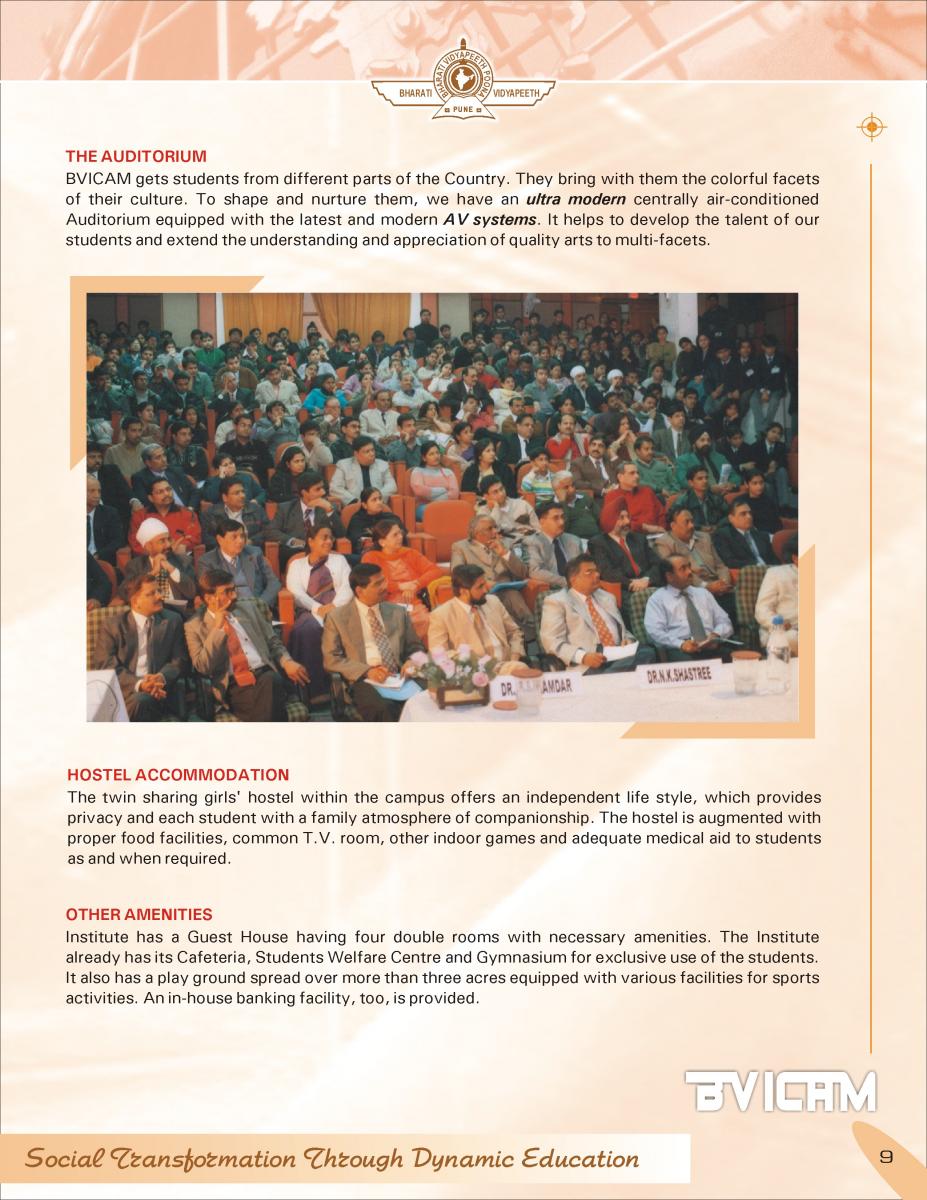 BHARATI VIDYAPEETH POONA
BHARATI VIDYAPEETH
PUNE
THE AUDITORIUM
BVICAM gets students from different parts of the Country. They bring with them the colorful facets
of their culture. To shape and nurture them, we have an ultra modern centrally air-conditioned
Auditorium equipped with the latest and modern AV systems. It helps to develop the talent of our
students and extend the understanding and appreciation of quality arts to multi-facets.
DR. AMDAR
DR.N.K.SHASTREE
HOSTEL ACCOMMODATION
The twin sharing girls' hostel within the campus offers an independent life style, which provides
privacy and each student with a family atmosphere of companionship. The hostel is augmented with
proper food facilities, common T.V. room, other indoor games and adequate medical aid to students
as and when required.
OTHER AMENITIES
Institute has a Guest House having four double rooms with necessary amenities. The Institute
already has its Cafeteria, Students Welfare Centre and Gymnasium for exclusive use of the students.
It also has a play ground spread over more than three acres equipped with various facilities for sports
activities. An in-house banking facility, too, is provided.
BVICAM
Social Transformation Through Dynamic Education
9